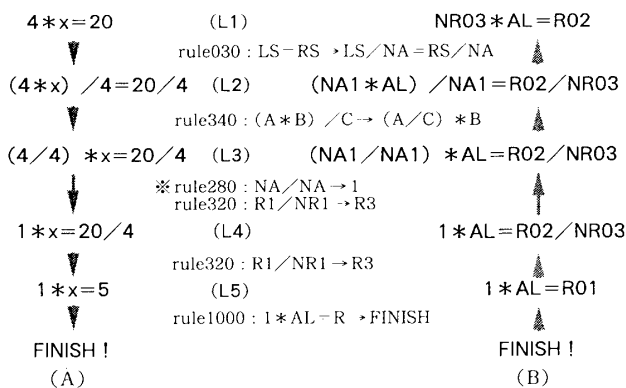 4*x=20 (L1) NR03*AL=R02
rule030 : LS=RS →LS/NA=RS/NA
(4*x) /4=20/4 (L2) (NA1*AL) /NA1=R02/NR03
rule340 : (A*B) /C→ (A/C) *B
(4/4) *x=20/4 (L3) (NA1/NA1) *AL=R02/NR03
※rule280 : NA/NA→1
rule320 : R1/NR1→R3
1*x=20/4 (L4) 1*AL=R02/NR03
rule320 : R1/NR1→R3
1*x=5 (L5) 1*AL=R01
rule1000 : 1*AL=R →FINISH
FINISH ! FINISH !
(A) (B)